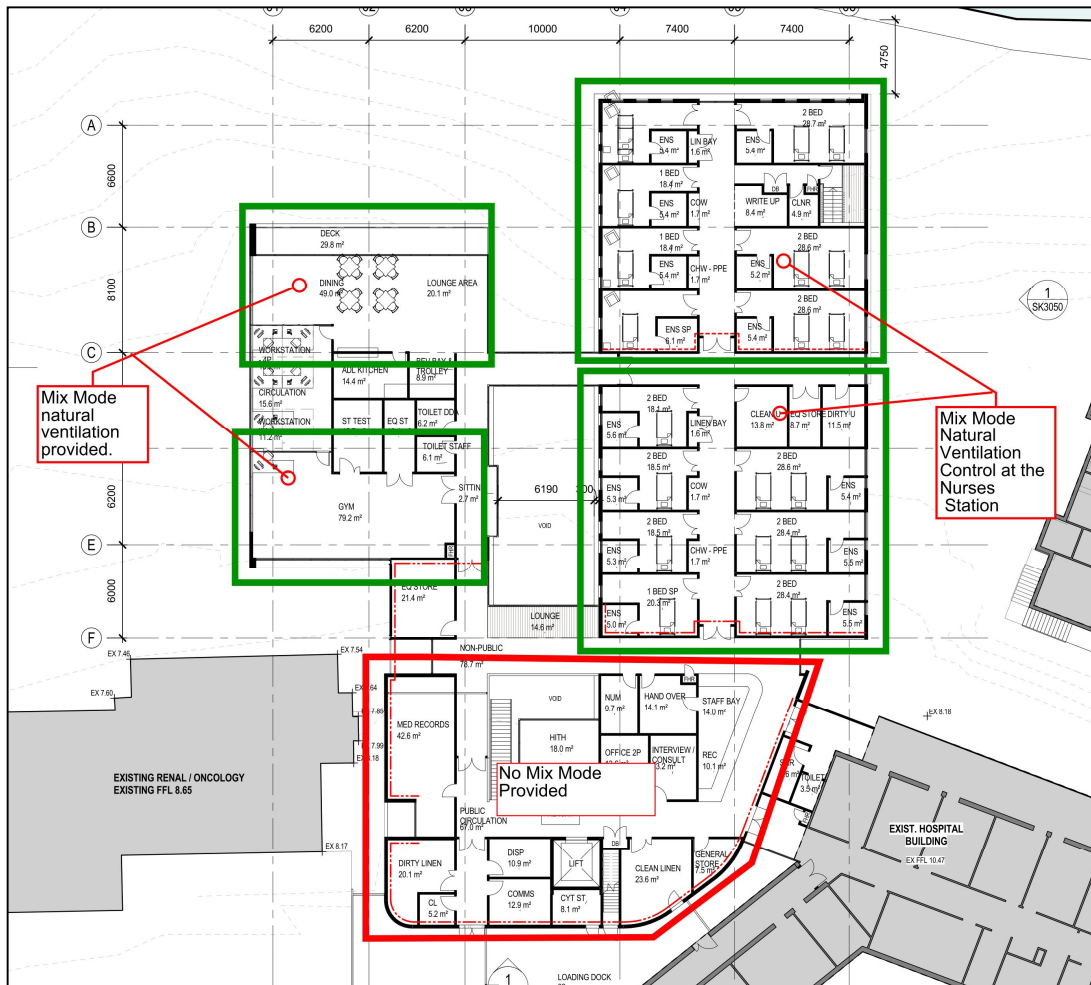 6200
6200
10000
7400
7400
4750
A
6600
B
8100
C
6200
E
6000
F
2 BED
28.7 m²
ENS
5.4 m²
LIN BAY
1.6 m²
ENS
5.4 m²
1 BED
18.4 m²
DB
FHR
ENS
5.4 m²
COW
1.7 m²
WRITE UP
8.4 m²
CLNR
4.9 m²
1 BED
18.4 m²
2 BED
28.6 m²
ENS
5.4 m²
CHW - PPE
1.7 m²
ENS
5.2 m²
2 BED
28.6 m²
ENS SP
6.1 m²
ENS
5.4 m²
1
SK3050
DECK
29.8 m²
DINING
49.0 m²
LOUNGE AREA
20.1 m²
WORKSTATION
ADL KITCHEN
14.4 m²
BEV BAY &
TROLLEY
8.9 m²
CIRCULATION
15.6 m²
WORKSTATION
11.2 m²
ST TEST
EQ ST
TOILET DDA
6.2 m²
TOILET STAFF
6.1 m²
SITTIN
2.7 m²
GYM
79.2 m²
FHR
Mix Mode
natural
ventilation
provided.
Mix Mode
Natural
Ventilation
Control at the
Nurses
Station
6190
300
VOID
2 BED
18.1 m²
ENS
5.6 m²
LINEN BAY
1.6 m²
CLEAN U
13.8 m²
EQ STORE
8.7 m²
DIRTY U
11.5 m²
2 BED
18.5 m²
2 BED
28.6 m²
ENS
5.3 m²
COW
1.7 m²
ENS
5.4 m²
2 BED
18.5 m²
2 BED
28.4 m²
ENS
5.3 m²
CHW - PPE
1.7 m²
ENS
5.5 m²
1 BED SP
20.3 m²
2 BED
28.4 m²
ENS
5.0 m²
ENS
5.5 m²
EQ STORE
21.4 m²
LOUNGE
14.6 m²
NON-PUBLIC
78.7 m²
EX 7.46
EX 7.54
EX 7.60
EX 8.18
EX 8.17
EXISTING RENAL / ONCOLOGY
EXISTING FFL 8.65
MED RECORDS
42.6 m²
VOID
NUM
9.7 m²
HAND OVER
14.1 m²
FHR
STAFF BAY
14.0 m²
HITH
18.0 m²
OFFICE 2P
INTERVIEW /
CONSULT
REC
10.1 m²
No Mix Mode
Provided
PUBLIC
CIRCULATION
67.0 m²
TOILET
3.5 m²
FHR
DIRTY LINEN
20.1 m²
DISP
10.9 m²
LIFT
DB
CLEAN LINEN
23.6 m²
GENERAL
STORE
7.5 m²
CL
5.2 m²
COMMS
12.9 m²
CYT ST
8.1 m²
EXIST. HOSPITAL
BUILDING
EX FFL 10.47
1
LOADING DOCK